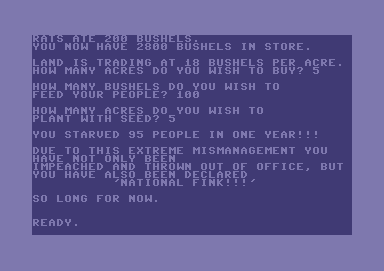 RATS ATE 200 BUSHELS.
YOU NOW HAVE 2800 BUSHELS IN STORE.
LAND IS TRADING AT 18 BUSHELS PER ACRE.
HOW MANY ACRES DO YOU WISH TO BUY? 5
HOW MANY BUSHELS DO YOU WISH TO
FEED YOUR PEOPLE? 100
HOW MANY ACRES DO YOU WISH TO
PLANT WITH SEED? 5
YOU STARVED 95 PEOPLE IN ONE YEAR!!!
DUE TO THIS EXTREME MISMANAGEMENT YOU
HAVE NOT ONLY BEEN
IMPEACHED AND THROWN OUT OF OFFICE, BUT
YOU HAVE ALSO BEEN DECLARED
'NATIONAL FINK!!!'
SO LONG FOR NOW.
READY.